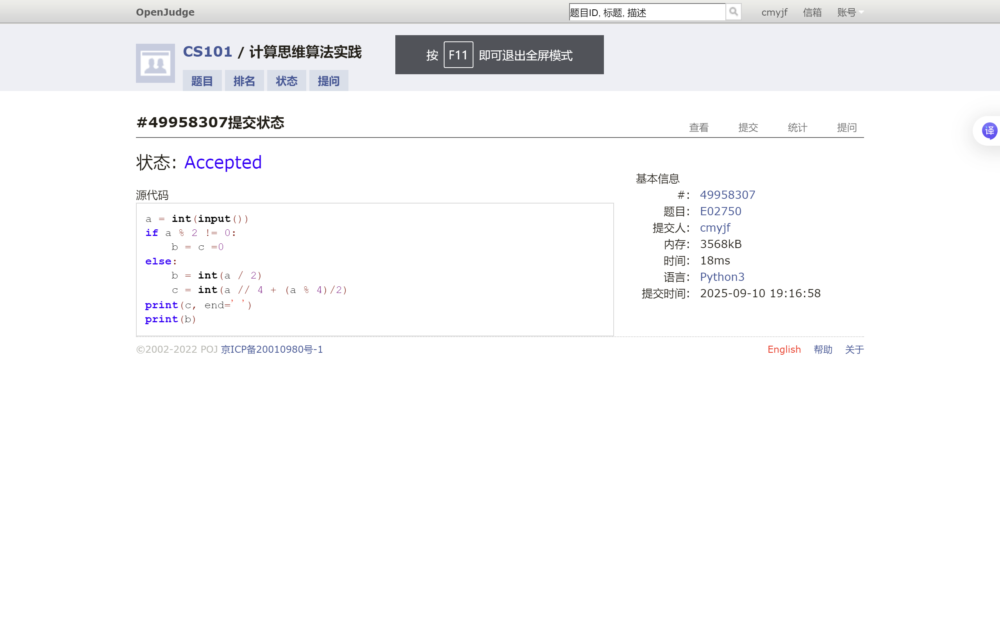 OpenJudge
题目ID, 标题, 描述
cmyjf 信箱 账号
CS101 / 计算思维算法实践
按 F11 即可退出全屏模式
题目 排名 状态 提问
#49958307提交状态
查看 提交 统计 提问
译
状态: Accepted
源代码
a = int(input())
if a % 2 != 0:
    b = c =0
else:
    b = int(a / 2)
    c = int(a // 4 + (a % 4)/2)
print(c, end=' ')
print(b)
基本信息
#: 49958307
题目: E02750
提交人: cmyjf
内存: 3568kB
时间: 18ms
语言: Python3
提交时间: 2025-09-10 19:16:58
©2002-2022 POJ 京ICP备20010980号-1
English 帮助 关于